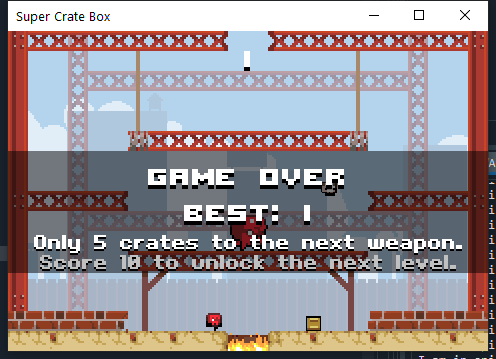 Super Crate Box
1
GAME OVER
BEST: 1
Only 5 crates to the next weapon.
Score 10 to unlock the next level.